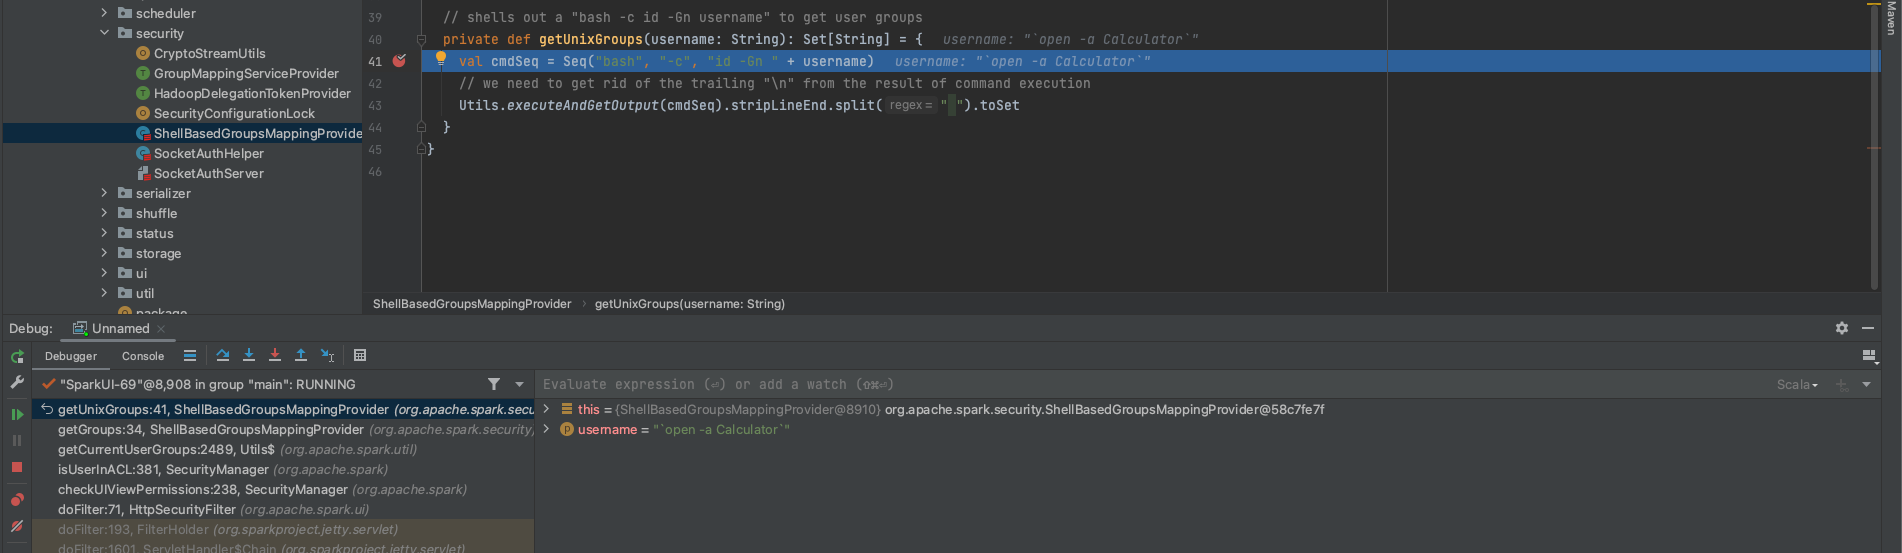 scheduler
security
CryptoStreamUtils
GroupMappingServiceProvider
HadoopDelegationTokenProvider
SecurityConfigurationLock
ShellBasedGroupsMappingProvide
SocketAuthHelper
SocketAuthServer
serializer
shuffle
status
storage
ui
util
package
39 // shells out a "bash -c id -Gn username" to get user groups
40 private def getUnixGroups(username: String): Set[String] = { username: "`open -a Calculator`"
41 val cmdSeq = Seq("bash", "-c", "id -Gn " + username) username: "`open -a Calculator`"
42 // we need to get rid of the trailing "\n" from the result of command execution
43 Utils.executeAndGetOutput(cmdSeq).stripLineEnd.split( regex = " ").toSet
44 }
45 }
46
Maven
ShellBasedGroupsMappingProvider › getUnixGroups(username: String)
Debug: Unnamed ×
Debugger Console
"SparkUI-69"@8,908 in group "main": RUNNING
getUnixGroups:41, ShellBasedGroupsMappingProvider (org.apache.spark.secu
getGroups:34, ShellBasedGroupsMappingProvider (org.apache.spark.security)
getCurrentUserGroups:2489, Utils$ (org.apache.spark.util)
isUserInACL:381, SecurityManager (org.apache.spark)
checkUIViewPermissions:238, SecurityManager (org.apache.spark)
doFilter:71, HttpSecurityFilter (org.apache.spark.ui)
doFilter:193, FilterHolder (org.sparkproject.jetty.servlet)
doFilter:1601, ServletHandler$Chain (org.sparkproject.jetty.servlet)
Evaluate expression (⏎) or add a watch (⇧⌘⏎) Scala
this = {ShellBasedGroupsMappingProvider@8910} org.apache.spark.security.ShellBasedGroupsMappingProvider@58c7fe7f
username = "`open -a Calculator`"